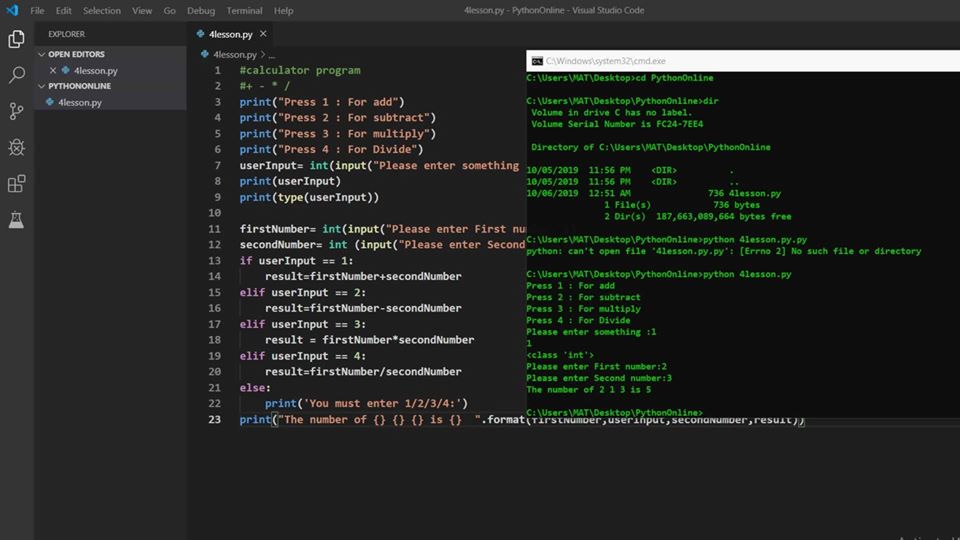 File Edit Selection View Go Debug Terminal Help
4lesson.py - PythonOnline - Visual Studio Code
EXPLORER
OPEN EDITORS
4lesson.py
PYTHONONLINE
4lesson.py
4lesson.py
4lesson.py > ...
1 #calculator program
2 #+ - * /
3 print("Press 1 : For add")
4 print("Press 2 : For subtract")
5 print("Press 3 : For multiply")
6 print("Press 4 : For Divide")
7 userInput= int(input("Please enter something
8 print(userInput)
9 print(type(userInput))
10
11 firstNumber= int(input("Please enter First nu
12 secondNumber= int (input("Please enter Second
13 if userInput == 1:
14 result=firstNumber+secondNumber
15 elif userInput == 2:
16 result=firstNumber-secondNumber
17 elif userInput == 3:
18 result = firstNumber*secondNumber
19 elif userInput == 4:
20 result=firstNumber/secondNumber
21 else:
22 print('You must enter 1/2/3/4:')
23 print("The number of {} {} {} is {}  ".format(firstNumber,userInput,secondNumber,result))
C:\Windows\system32\cmd.exe
C:\Users\MAT\Desktop>cd PythonOnline
C:\Users\MAT\Desktop\PythonOnline>dir
Volume in drive C has no label.
Volume Serial Number is FC24-7EE4
Directory of C:\Users\MAT\Desktop\PythonOnline
10/05/2019 11:56 PM <DIR> .
10/05/2019 11:56 PM <DIR> ..
10/06/2019 12:51 AM 736 4lesson.py
1 File(s) 736 bytes
2 Dir(s) 187,663,089,664 bytes free
C:\Users\MAT\Desktop\PythonOnline>python 4lesson.py.py
python: can't open file '4lesson.py.py': [Errno 2] No such file or directory
C:\Users\MAT\Desktop\PythonOnline>python 4lesson.py
Press 1 : For add
Press 2 : For subtract
Press 3 : For multiply
Press 4 : For Divide
Please enter something :1
1
<class 'int'>
Please enter First number:2
Please enter Second number:3
The number of 2 1 3 is 5
C:\Users\MAT\Desktop\PythonOnline>